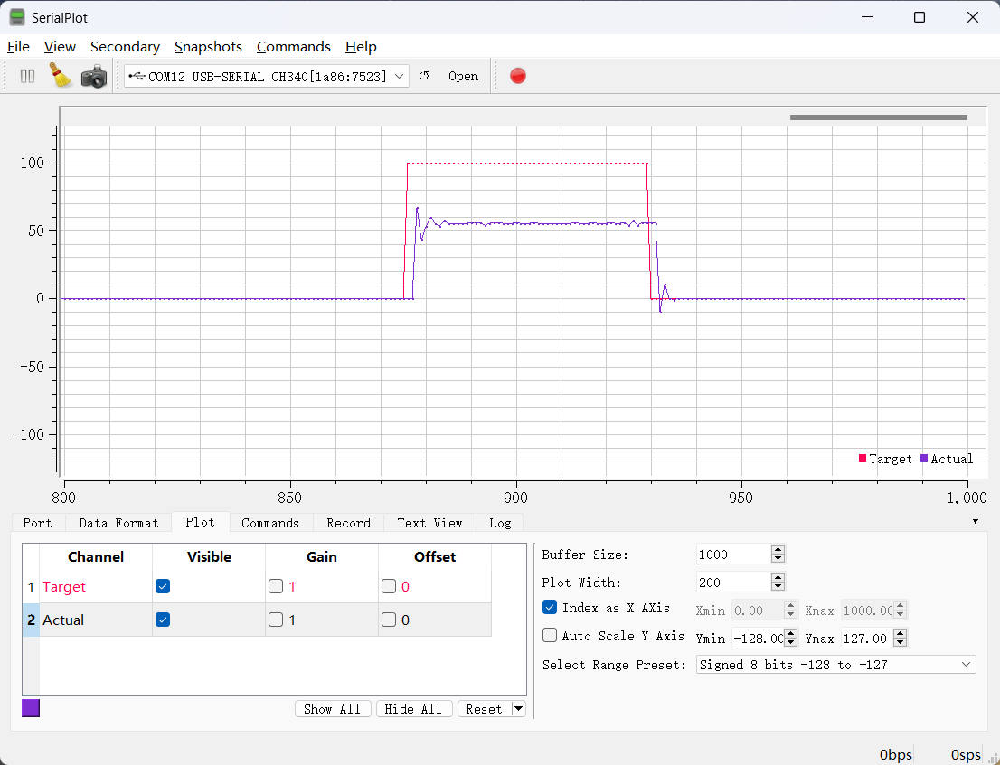 SerialPlot
File View Secondary Snapshots Commands Help
COM12 USB-SERIAL CH340[1a86:7523] ↺ Open
100
50
0
-50
-100
Target Actual
800 850 900 950 1,000
Port Data Format Plot Commands Record Text View Log
Channel Visible Gain Offset
1 Target 1 0
2 Actual 1 0
Show All Hide All Reset
Buffer Size: 1000
Plot Width: 200
Index as X AXis Xmin 0.00 Xmax 1000.00
Auto Scale Y Axis Ymin -128.00 Ymax 127.00
Select Range Preset: Signed 8 bits -128 to +127
0bps 0sps